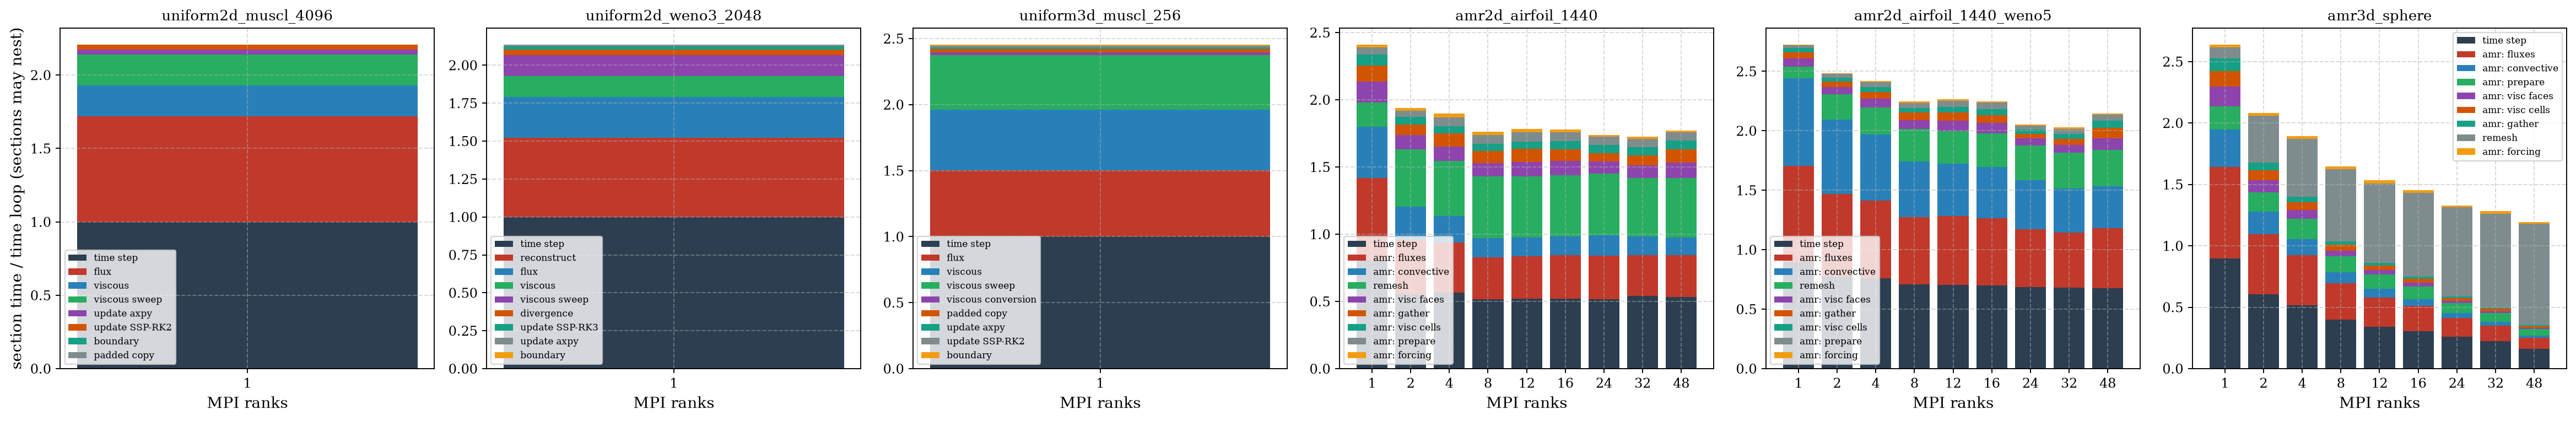 uniform2d_muscl_4096
section time / time loop (sections may nest)
2.0
1.5
1.0
0.5
0.0
time step
flux
viscous
viscous sweep
update axpy
update SSP-RK2
boundary
padded copy
1
MPI ranks
uniform2d_weno3_2048
2.00
1.75
1.50
1.25
1.00
0.75
0.50
0.25
0.00
time step
reconstruct
flux
viscous
viscous sweep
divergence
update SSP-RK3
update axpy
boundary
1
MPI ranks
uniform3d_muscl_256
2.5
2.0
1.5
1.0
0.5
0.0
time step
flux
viscous
viscous sweep
viscous conversion
padded copy
update axpy
update SSP-RK2
boundary
1
MPI ranks
amr2d_airfoil_1440
2.5
2.0
1.5
1.0
0.5
0.0
time step
amr: fluxes
amr: convective
remesh
amr: visc faces
amr: gather
amr: visc cells
amr: prepare
amr: forcing
1 2 4 8 12 16 24 32 48
MPI ranks
amr2d_airfoil_1440_weno5
2.5
2.0
1.5
1.0
0.5
0.0
time step
amr: fluxes
amr: convective
remesh
amr: visc faces
amr: gather
amr: visc cells
amr: prepare
amr: forcing
1 2 4 8 12 16 24 32 48
MPI ranks
amr3d_sphere
2.5
2.0
1.5
1.0
0.5
0.0
time step
amr: fluxes
amr: convective
amr: prepare
amr: visc faces
amr: visc cells
amr: gather
remesh
amr: forcing
1 2 4 8 12 16 24 32 48
MPI ranks